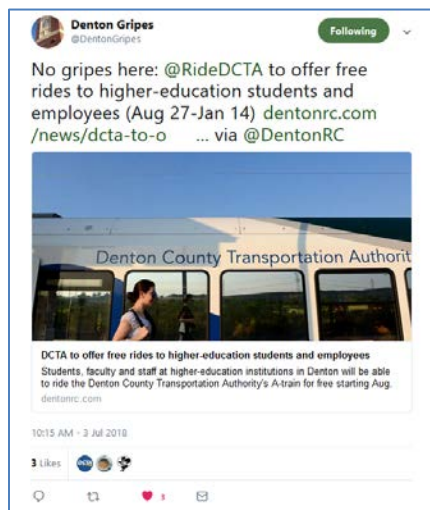 Denton Gripes
@DentonGripes
Following
No gripes here: @RideDCTA to offer free
rides to higher-education students and
employees (Aug 27-Jan 14) dentonrc.com
/news/dcta-to-o ... via @DentonRC
Denton County Transportation Authorit
DCTA to offer free rides to higher-education students and employees
Students, faculty and staff at higher-education institutions in Denton will be able
to ride the Denton County Transportation Authority's A-train for free starting Aug.
dentonrc.com
10:15 AM - 3 Jul 2018
3 Likes
3